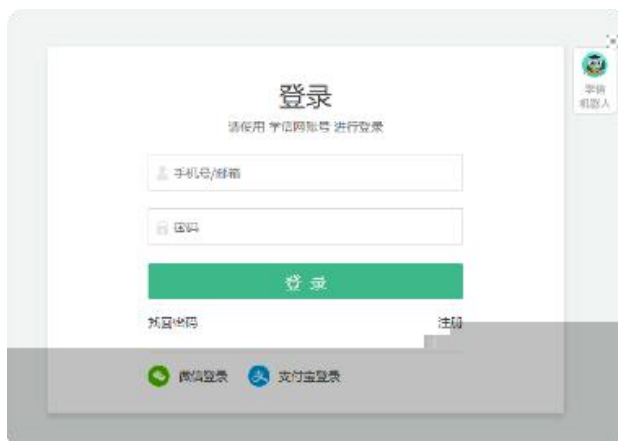 登录
请使用 学信网账号 进行登录
手机号/邮箱
密码
登 录
找回密码
注册
微信登录
支付宝登录
学信
机器人